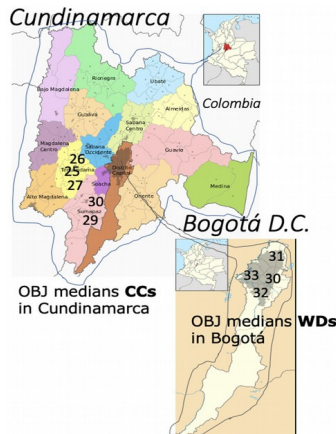 Cundinamarca
Rionegro
Ubaté
Bajo Magdalena
Gualivá
Almeidas
Colombia
Sabana
Centro
Magdalena
Centro
Sabana
Occidente
Guavio
26
25
27
Soacha
Medina
Alto Magdalena
30
29
Sumapaz
Oriente
Bogotá D.C.
OBJ medians CCs
in Cundinamarca
31
33 30
32
OBJ medians WDs
in Bogotá